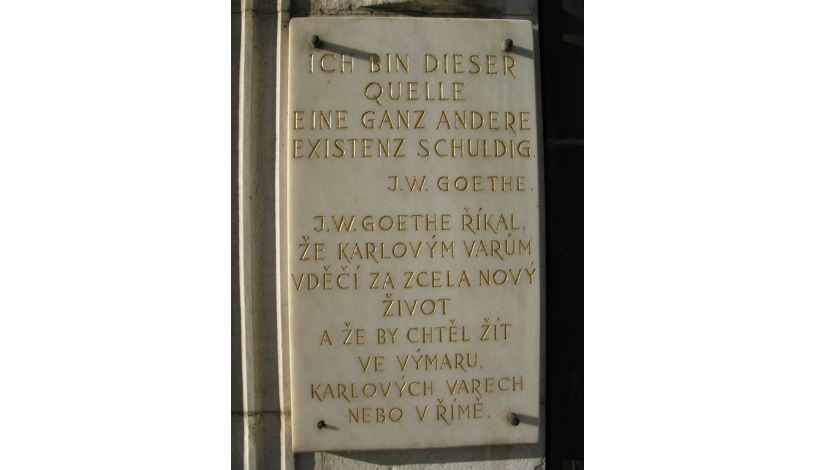 ICH BIN DIESER
QUELLE
EINE GANZ ANDERE
EXISTENZ SCHULDIG.
J.W. GOETHE.
J.W. GOETHE ŘÍKAL,
ŽE KARLOVÝM VARŮM
VDĚČÍ ZA ZCELA NOVÝ
ŽIVOT
A ŽE BY CHTĚL ŽÍT
VE VÝMARU,
KARLOVÝCH VARECH
NEBO V ŘÍMĚ.